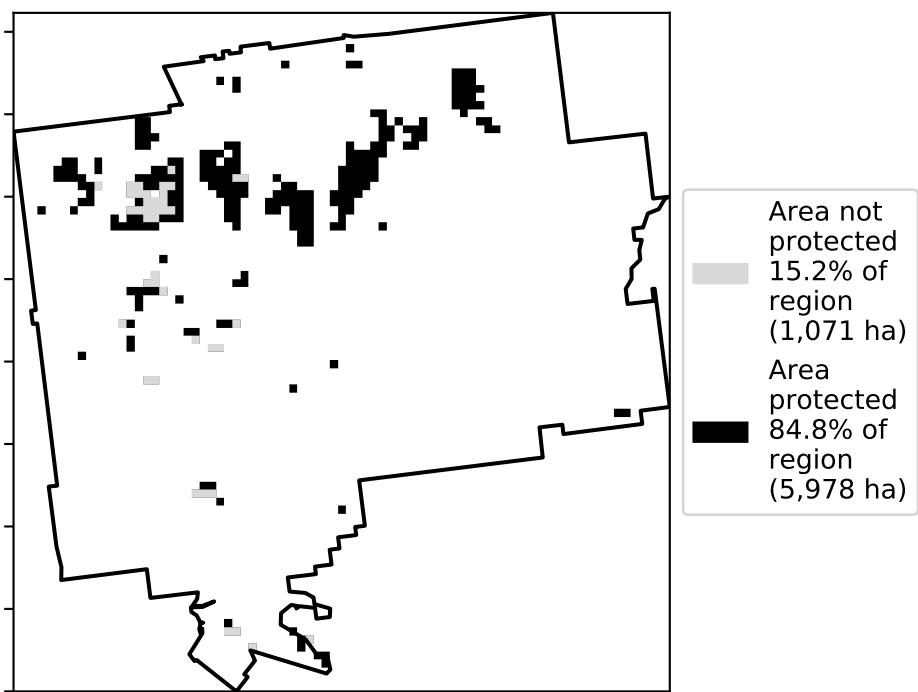 Area not
protected
15.2% of
region
(1,071 ha)
Area
protected
84.8% of
region
(5,978 ha)